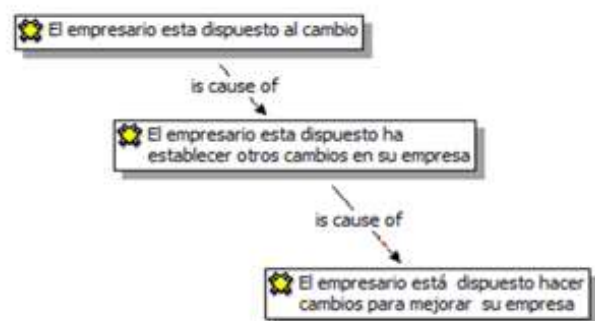 El empresario esta dispuesto al cambio
is cause of
El empresario esta dispuesto ha
establecer otros cambios en su empresa
is cause of
El empresario está dispuesto hacer
cambios para mejorar su empresa